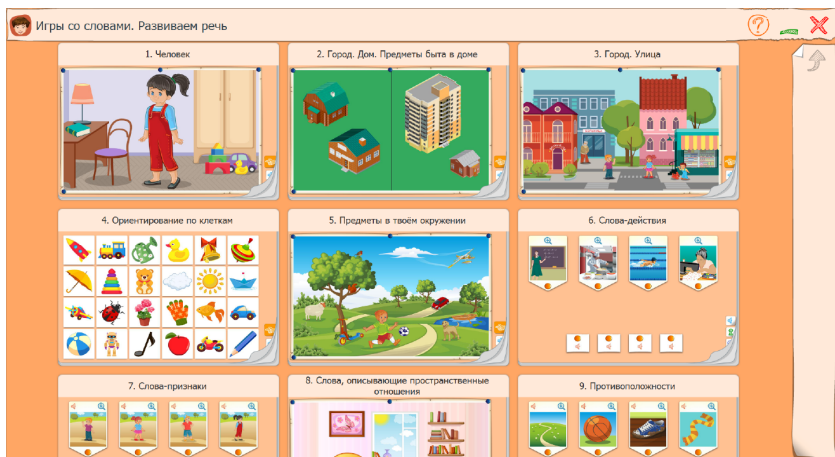 Игры со словами. Развиваем речь
1. Человек
2. Город. Дом. Предметы быта в доме
3. Город. Улица
4. Ориентирование по клеткам
5. Предметы в твоём окружении
6. Слова-действия
7. Слова-признаки
8. Слова, описывающие пространственные
отношения
9. Противоположности